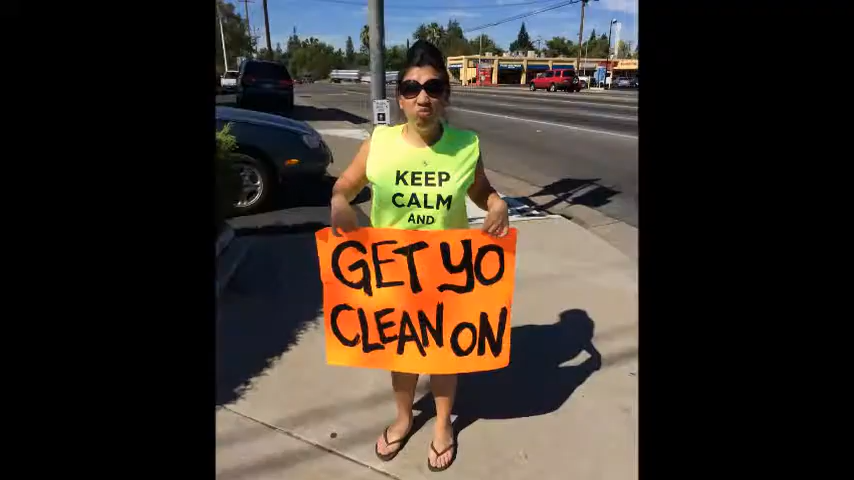 KEEP
CALM
AND
GET YO
CLEAN ON